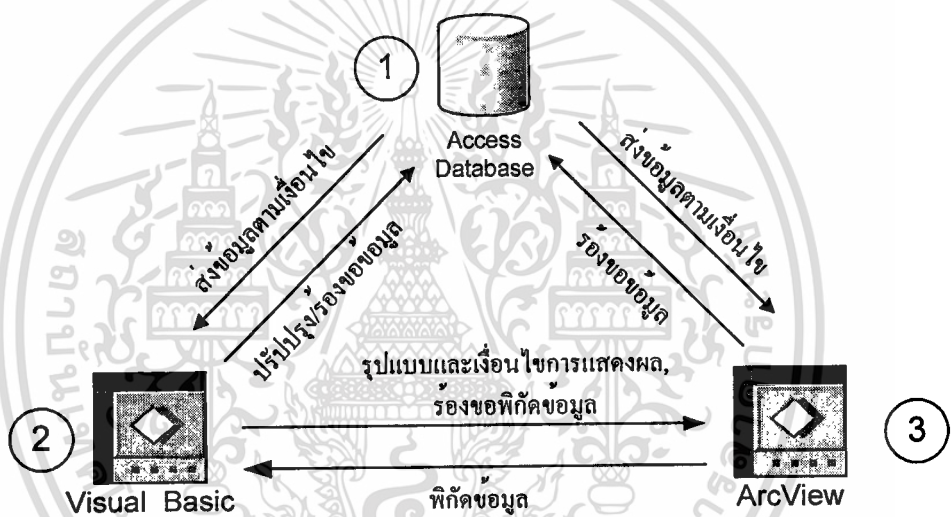 1
Access
Database
ส่งข้อมูลตามเงื่อนไข
ปรับปรุง/ร้องขอข้อมูล
ส่งข้อมูลตามเงื่อนไข
ร้องขอข้อมูล
รูปแบบและเงื่อนไขการแสดงผล,
ร้องขอพิกัดข้อมูล
2
3
Visual Basic
พิกัดข้อมูล
ArcView